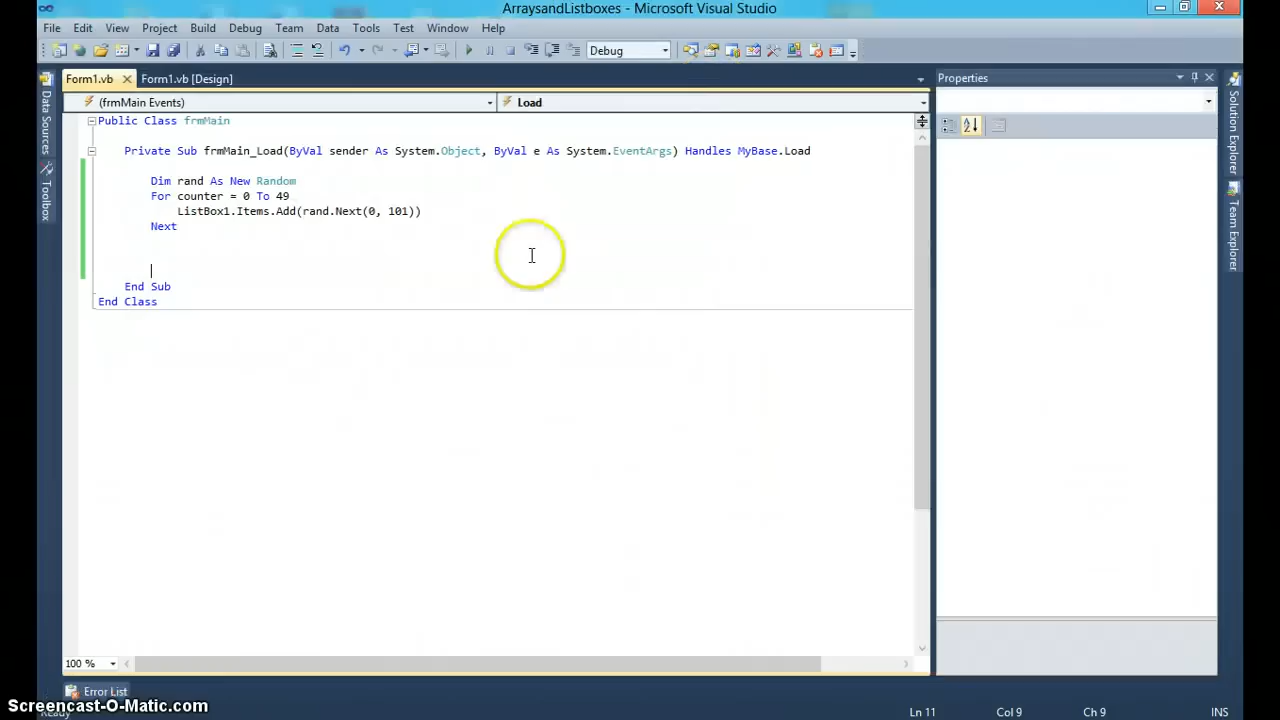 ArraysandListboxes - Microsoft Visual Studio
File Edit View Project Build Debug Team Data Tools Test Window Help
Debug
Form1.vb Form1.vb [Design] Properties
(frmMain Events) Load
Public Class frmMain
Private Sub frmMain_Load(ByVal sender As System.Object, ByVal e As System.EventArgs) Handles MyBase.Load
Dim rand As New Random
For counter = 0 To 49
ListBox1.Items.Add(rand.Next(0, 101))
Next
End Sub
End Class
Data Sources
Toolbox
Solution Explorer
Team Explorer
100 %
Error List
Screencast-O-Matic.com
Ready Ln 11 Col 9 Ch 9 INS